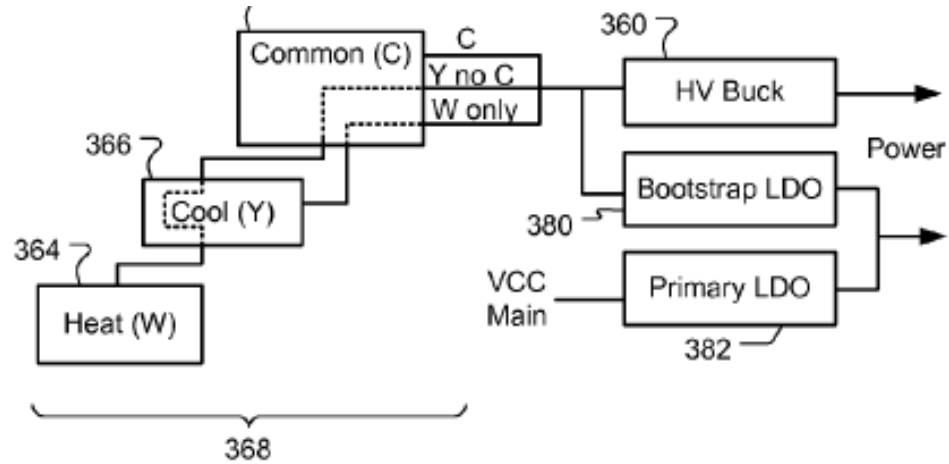 360
Common (C)
C
Y no C
W only
HV Buck
Power
366
Cool (Y)
Bootstrap LDO
380
364
Heat (W)
VCC
Main
Primary LDO
382
368